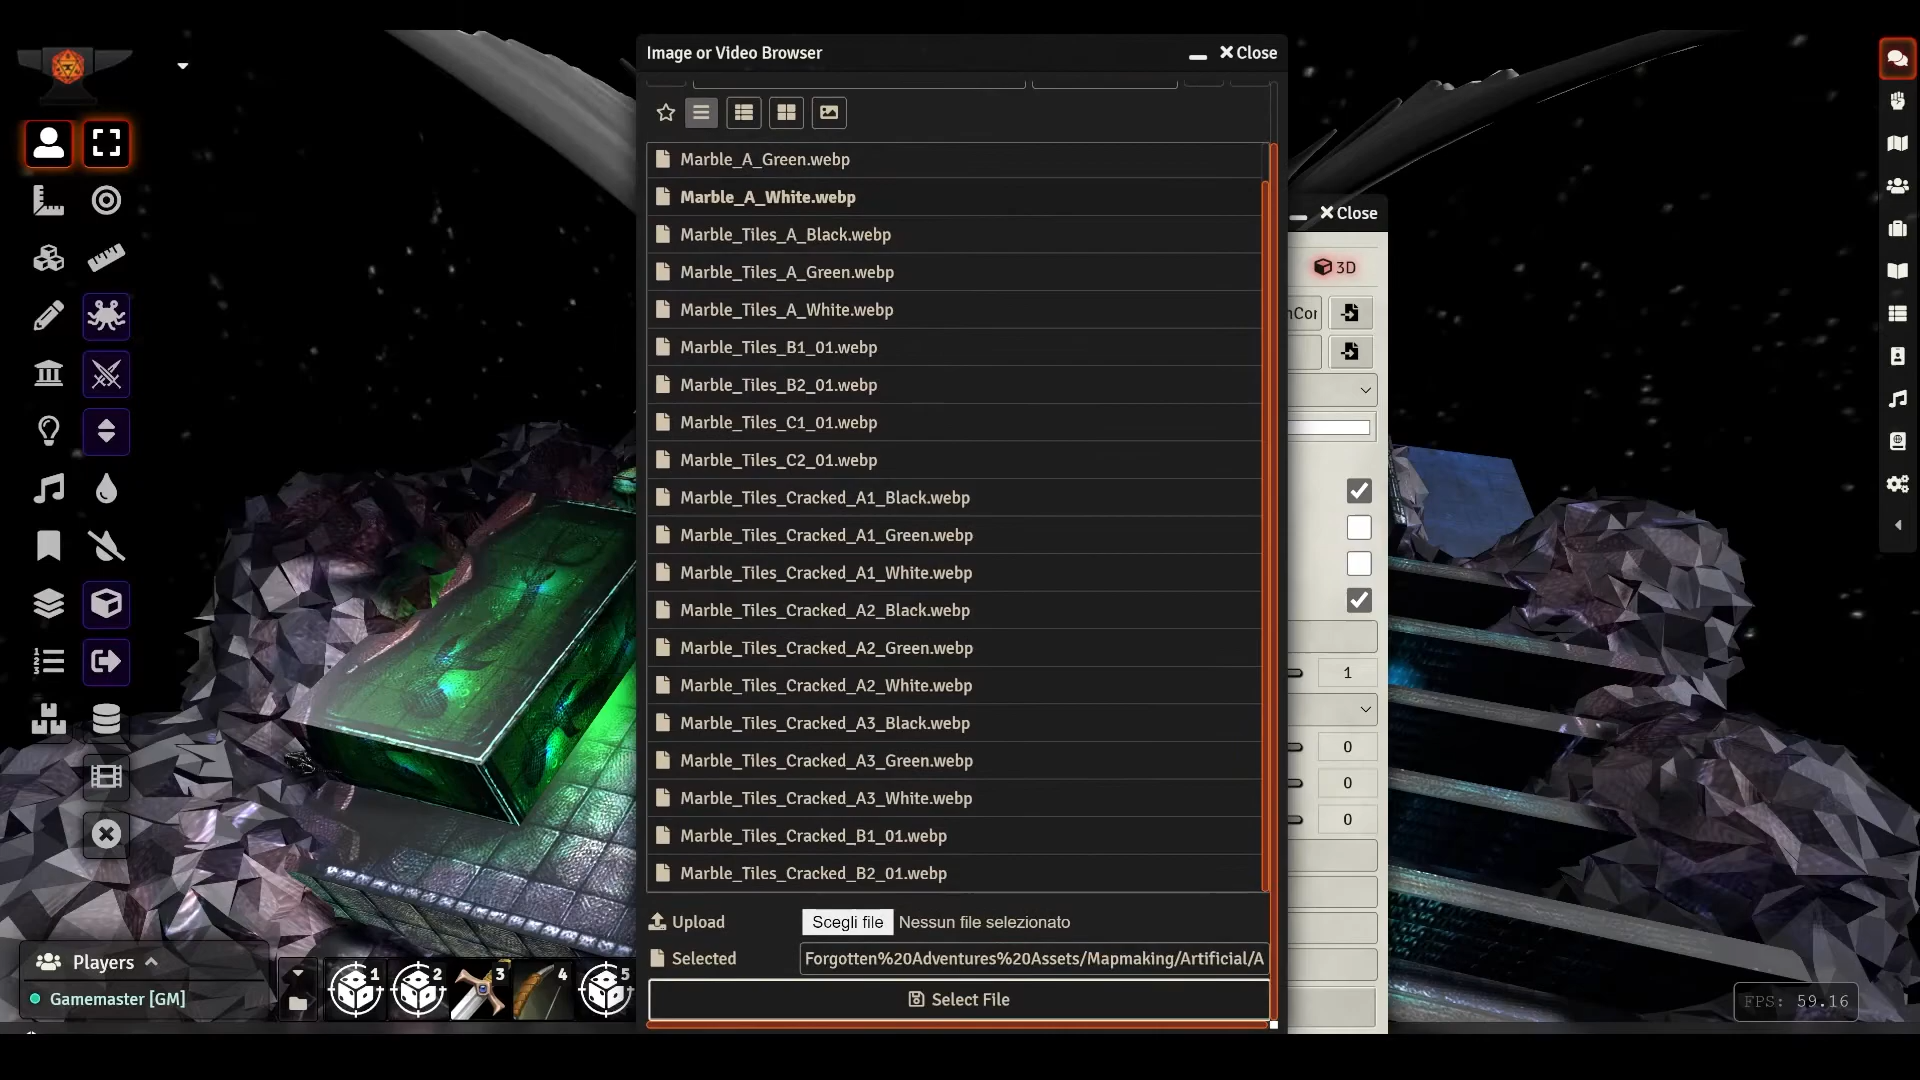 Image or Video Browser
Close
Marble_A_Green.webp
Marble_A_White.webp
Marble_Tiles_A_Black.webp
Marble_Tiles_A_Green.webp
Marble_Tiles_A_White.webp
Marble_Tiles_B1_01.webp
Marble_Tiles_B2_01.webp
Marble_Tiles_C1_01.webp
Marble_Tiles_C2_01.webp
Marble_Tiles_Cracked_A1_Black.webp
Marble_Tiles_Cracked_A1_Green.webp
Marble_Tiles_Cracked_A1_White.webp
Marble_Tiles_Cracked_A2_Black.webp
Marble_Tiles_Cracked_A2_Green.webp
Marble_Tiles_Cracked_A2_White.webp
Marble_Tiles_Cracked_A3_Black.webp
Marble_Tiles_Cracked_A3_Green.webp
Marble_Tiles_Cracked_A3_White.webp
Marble_Tiles_Cracked_B1_01.webp
Marble_Tiles_Cracked_B2_01.webp
Upload Scegli file Nessun file selezionato
Selected Forgotten%20Adventures%20Assets/Mapmaking/Artificial/A
Select File
Close
3D
nCor
1
0
0
0
Players
Gamemaster [GM]
1 2 3 4 5
FPS: 59.16